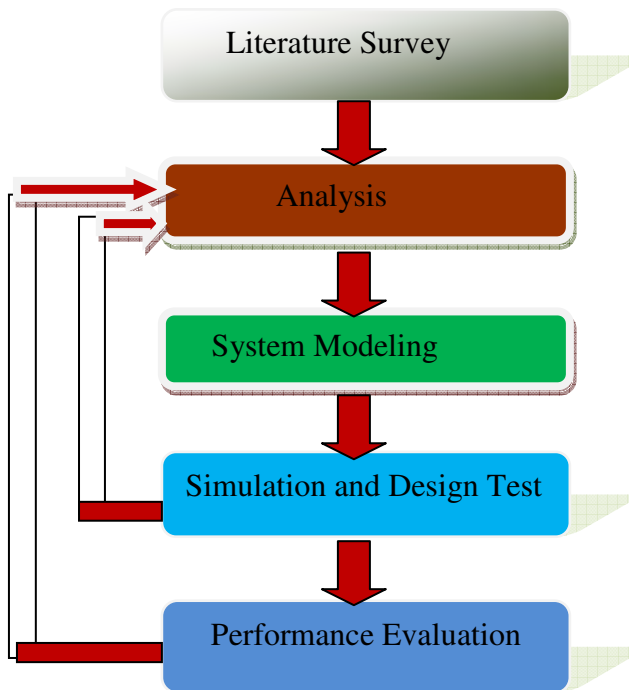 Literature Survey
Analysis
System Modeling
Simulation and Design Test
Performance Evaluation